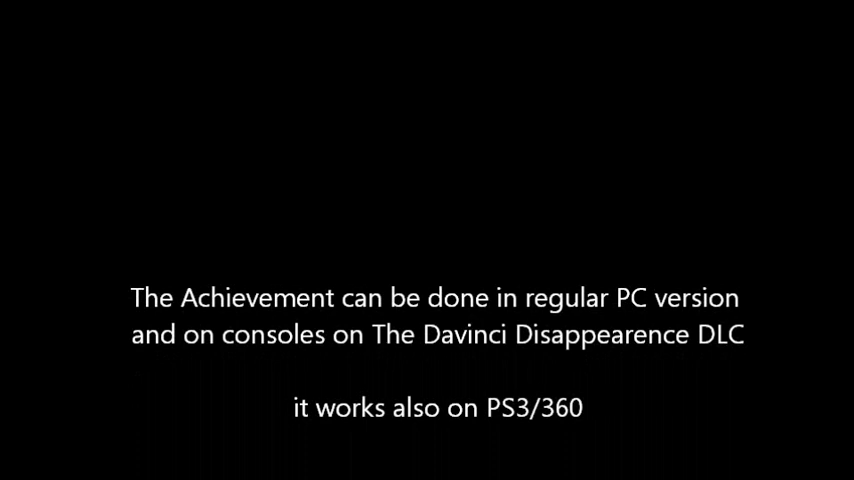 The Achievement can be done in regular PC version
and on consoles on The Davinci Disappearence DLC
it works also on PS3/360